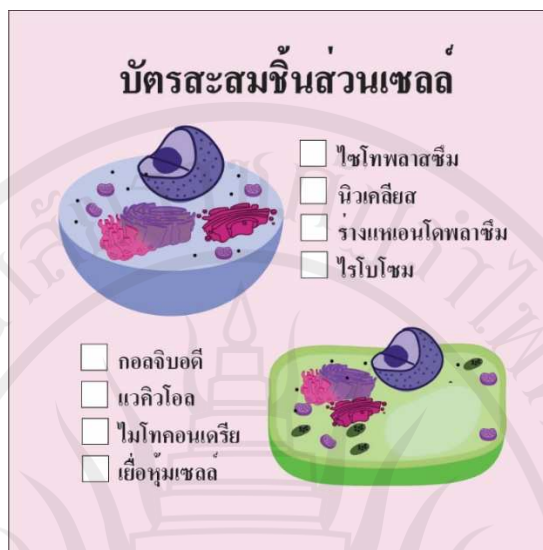 บัตรสะสมชิ้นส่วนเซลล์
ไซโทพลาสซึม
นิวเคลียส
ร่างแหเอนโดพลาซึม
ไรโบโซม
กอลจิบอดี
แวคิวโอล
ไมโทคอนเดรีย
เยื่อหุ้มเซลล์